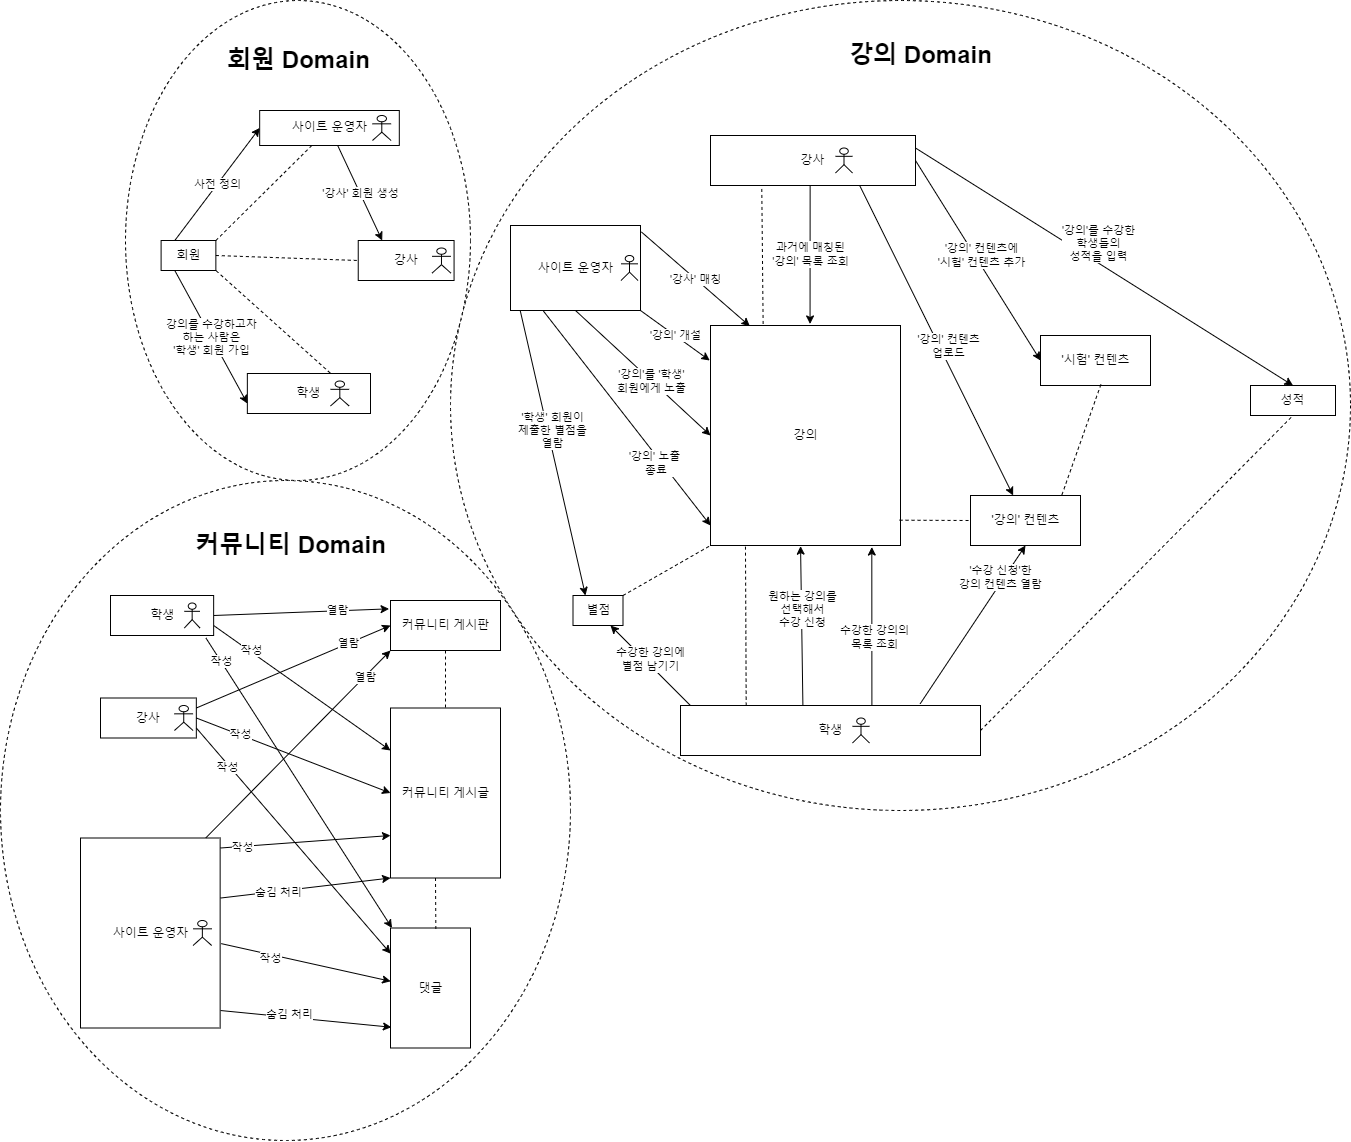 회원 Domain
사이트 운영자
사전 정의
'강사' 회원 생성
회원
강사
강의를 수강하고자
하는 사람은
'학생' 회원 가입
학생
강의 Domain
강사
사이트 운영자
'강사' 매칭
과거에 매칭된
'강의' 목록 조회
'강의' 컨텐츠에
'시험' 컨텐츠 추가
'강의'를 수강한
학생들의
성적을 입력
'강의' 개설
'강의' 컨텐츠
업로드
'시험' 컨텐츠
'강의'를 '학생'
회원에게 노출
성적
'학생' 회원이
제출한 별점을
열람
강의
'강의' 노출
종료
'강의' 컨텐츠
별점
원하는 강의를
선택해서
수강 신청
'수강 신청'한
강의 컨텐츠 열람
수강한 강의의
목록 조회
수강한 강의에
별점 남기기
학생
커뮤니티 Domain
학생
열람
커뮤니티 게시판
작성
열람
작성
열람
강사
작성
작성
커뮤니티 게시글
작성
숨김 처리
사이트 운영자
작성
댓글
숨김 처리